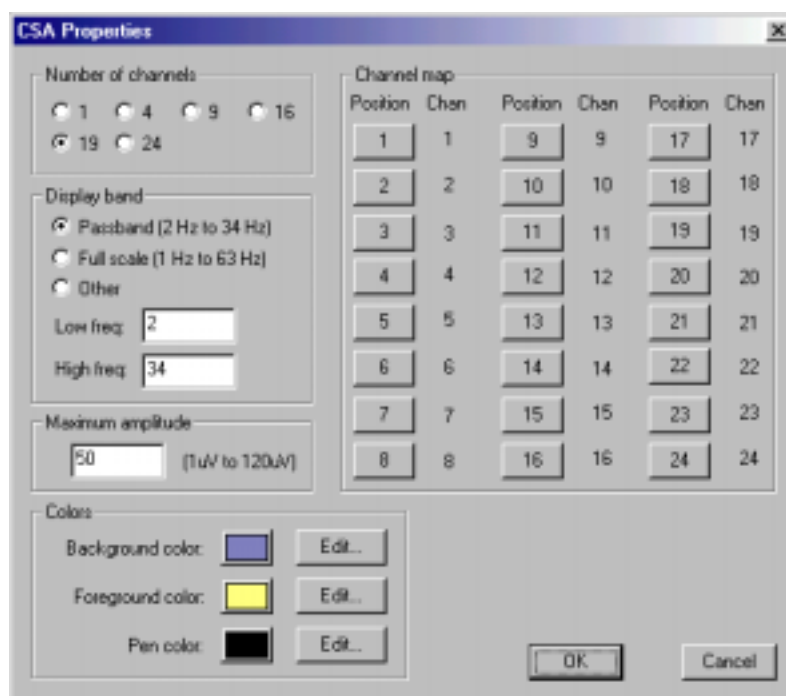 CSA Properties
Number of channels
1 4 9 16
19 24
Display band
Passband (2 Hz to 34 Hz)
Full scale (1 Hz to 63 Hz)
Other
Low freq: 2
High freq: 34
Maximum amplitude
50 (1uV to 120uV)
Channel map
Position Chan Position Chan Position Chan
1 1 9 9 17 17
2 2 10 10 18 18
3 3 11 11 19 19
4 4 12 12 20 20
5 5 13 13 21 21
6 6 14 14 22 22
7 7 15 15 23 23
8 8 16 16 24 24
Colors
Background color: Edit...
Foreground color: Edit...
Pen color: Edit...
OK Cancel